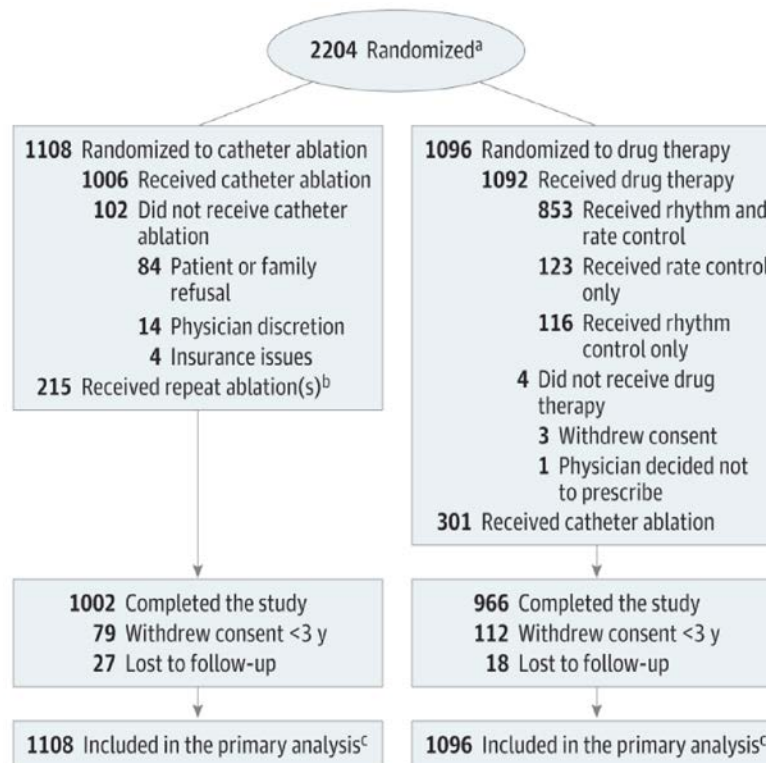 2204 Randomizedᵃ
1108 Randomized to catheter ablation
1006 Received catheter ablation
102 Did not receive catheter
ablation
84 Patient or family
refusal
14 Physician discretion
4 Insurance issues
215 Received repeat ablation(s)ᵇ
1096 Randomized to drug therapy
1092 Received drug therapy
853 Received rhythm and
rate control
123 Received rate control
only
116 Received rhythm
control only
4 Did not receive drug
therapy
3 Withdrew consent
1 Physician decided not
to prescribe
301 Received catheter ablation
1002 Completed the study
79 Withdrew consent <3 y
27 Lost to follow-up
966 Completed the study
112 Withdrew consent <3 y
18 Lost to follow-up
1108 Included in the primary analysisᶜ
1096 Included in the primary analysisᶜ